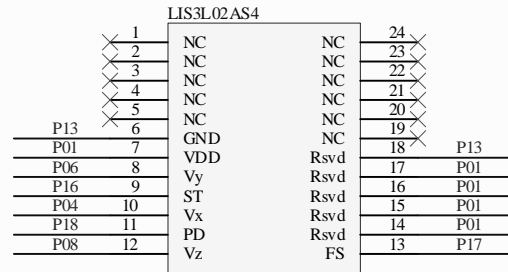 LIS3L02AS4
1 NC NC 24
2 NC NC 23
3 NC NC 22
4 NC NC 21
5 NC NC 20
P13 6 GND NC 19
P01 7 VDD Rsvd 18 P13
P06 8 Vy Rsvd 17 P01
P16 9 ST Rsvd 16 P01
P04 10 Vx Rsvd 15 P01
P18 11 PD Rsvd 14 P01
P08 12 Vz FS 13 P17